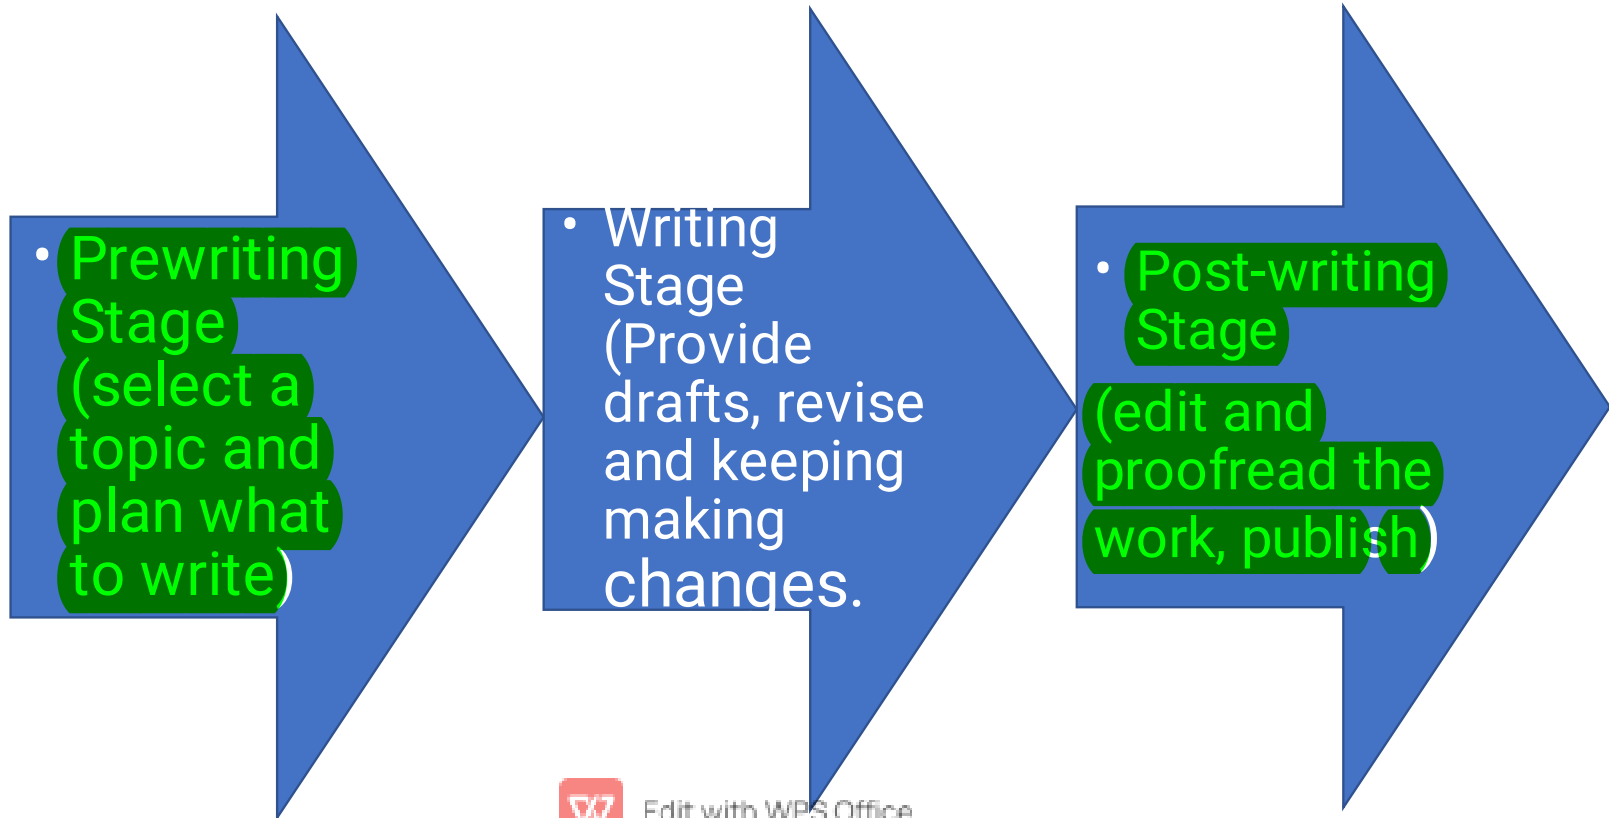 • Prewriting
Stage
(select a
topic and
plan what
to write)
• Writing
Stage
(Provide
drafts, revise
and keeping
making
changes.
• Post-writing
Stage
(edit and
proofread the
work, publish)
Edit with WPS Office